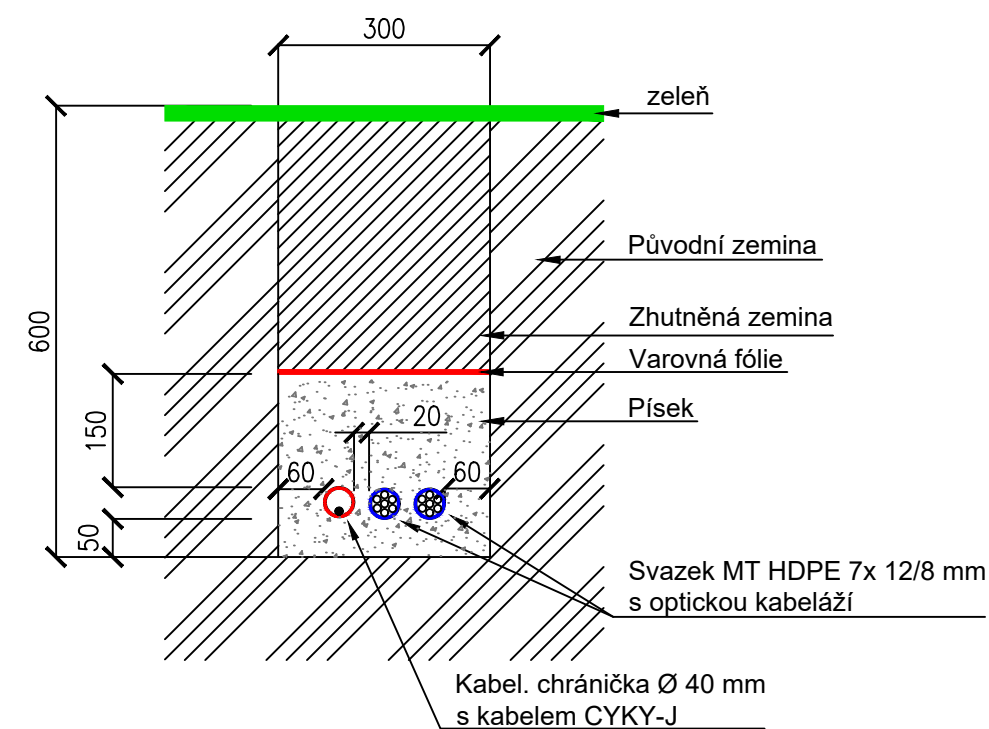 300
zeleň
600
Původní zemina
Zhutněná zemina
Varovná fólie
150
20
Písek
60
60
50
Svazek MT HDPE 7x 12/8 mm
s optickou kabeláží
Kabel. chránička Ø 40 mm
s kabelem CYKY-J